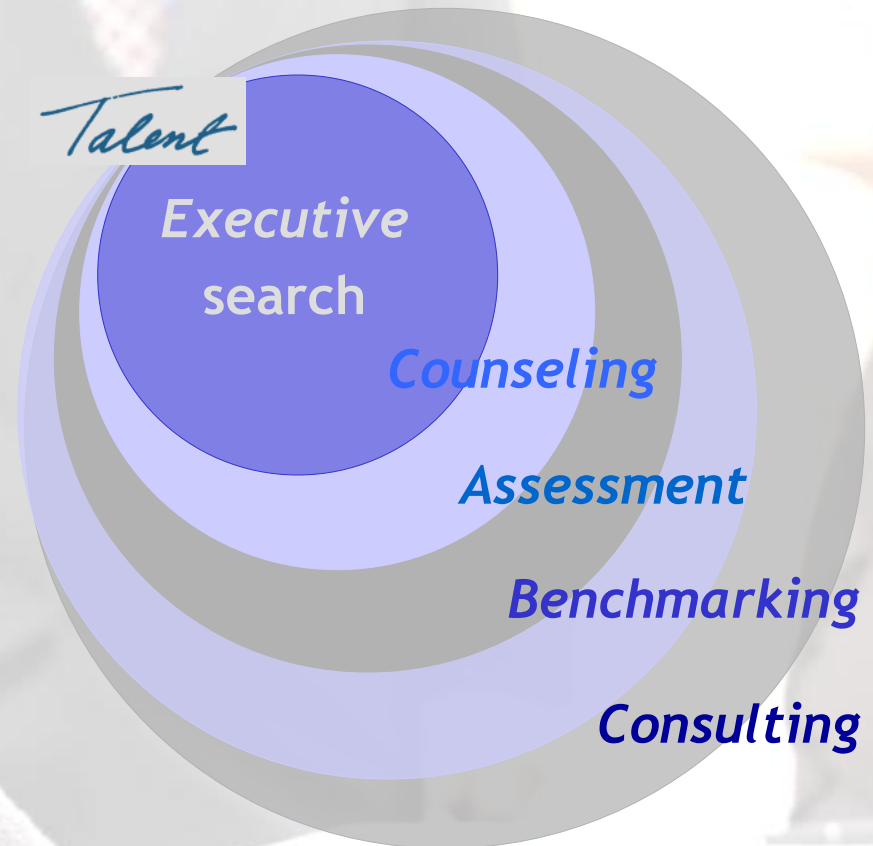 Talent
Executive
search
Counseling
Assessment
Benchmarking
Consulting